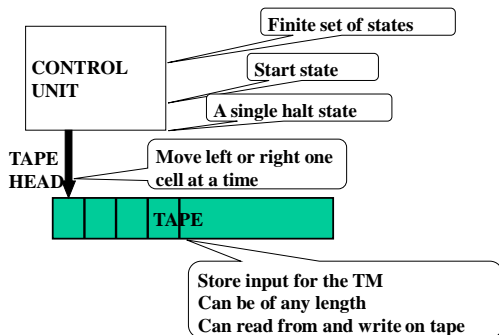 Finite set of states
CONTROL
UNIT
Start state
A single halt state
TAPE
HEAD
Move left or right one
cell at a time
TAPE
Store input for the TM
Can be of any length
Can read from and write on tape